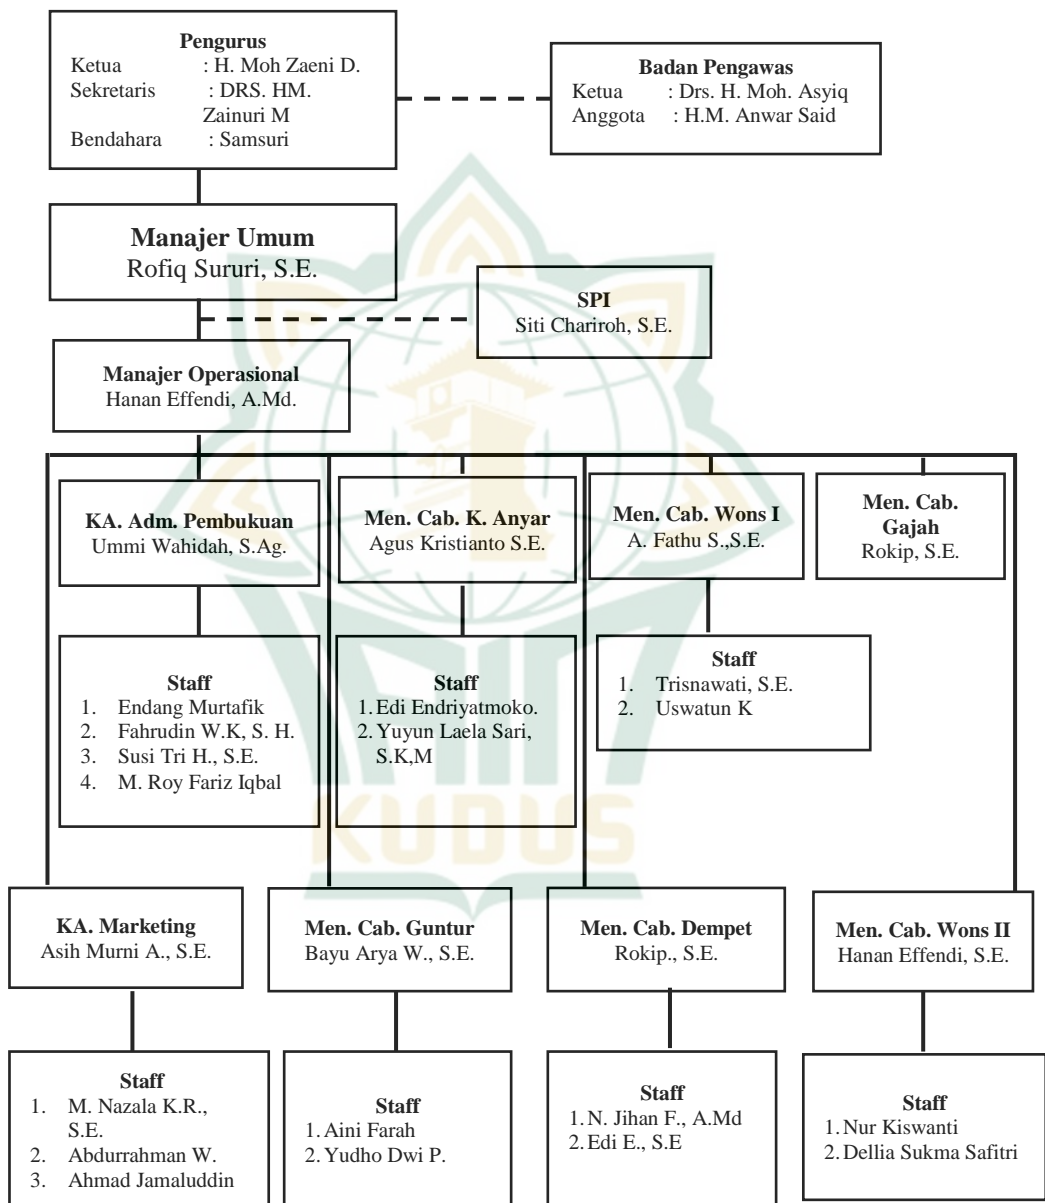 Pengurus
Ketua : H. Moh Zaeni D.
Sekretaris : DRS. HM.
Zainuri M
Bendahara : Samsuri
Badan Pengawas
Ketua : Drs. H. Moh. Asyiq
Anggota : H.M. Anwar Said
Manajer Umum
Rofiq Sururi, S.E.
SPI
Siti Chariroh, S.E.
Manajer Operasional
Hanan Effendi, A.Md.
KA. Adm. Pembukuan
Ummi Wahidah, S.Ag.
Men. Cab. K. Anyar
Agus Kristianto S.E.
Men. Cab. Wons I
A. Fathu S.,S.E.
Men. Cab.
Gajah
Rokip, S.E.
Staff
1. Endang Murtafik
2. Fahrudin W.K, S. H.
3. Susi Tri H., S.E.
4. M. Roy Fariz Iqbal
Staff
1. Edi Endriyatmoko.
2. Yuyun Laela Sari,
S.K,M
Staff
1. Trisnawati, S.E.
2. Uswatun K
KUDUS
KA. Marketing
Asih Murni A., S.E.
Men. Cab. Guntur
Bayu Arya W., S.E.
Men. Cab. Dempet
Rokip., S.E.
Men. Cab. Wons II
Hanan Effendi, S.E.
Staff
1. M. Nazala K.R.,
S.E.
2. Abdurrahman W.
3. Ahmad Jamaluddin
Staff
1. Aini Farah
2. Yudho Dwi P.
Staff
1. N. Jihan F., A.Md
2. Edi E., S.E
Staff
1. Nur Kiswanti
2. Dellia Sukma Safitri